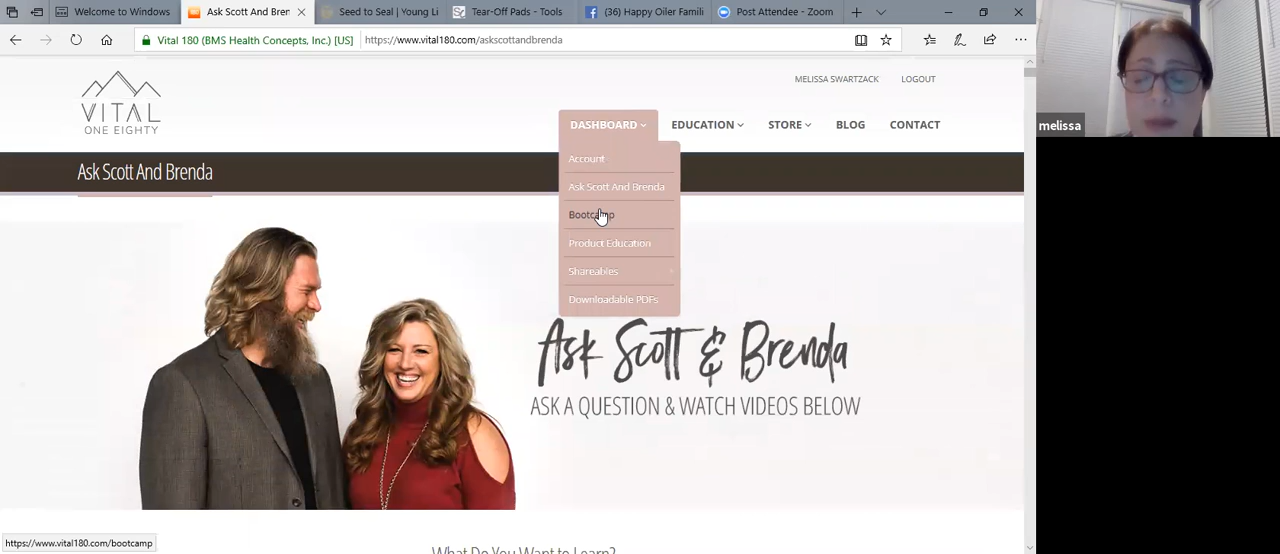 Welcome to Windows
Ask Scott And Bren
Seed to Seal | Young Li
Tear-Off Pads - Tools
(36) Happy Oiler Famili
Post Attendee - Zoom
Vital 180 (BMS Health Concepts, Inc.) [US]
https://www.vital180.com/askscottandbrenda
VITAL
ONE EIGHTY
MELISSA SWARTZACK
LOGOUT
DASHBOARD
EDUCATION
STORE
BLOG
CONTACT
Ask Scott And Brenda
Account
Ask Scott And Brenda
Bootcamp
Product Education
Shareables
Downloadable PDFs
Ask Scott & Brenda
ASK A QUESTION & WATCH VIDEOS BELOW
What Do You Want to Learn?
https://www.vital180.com/bootcamp
melissa